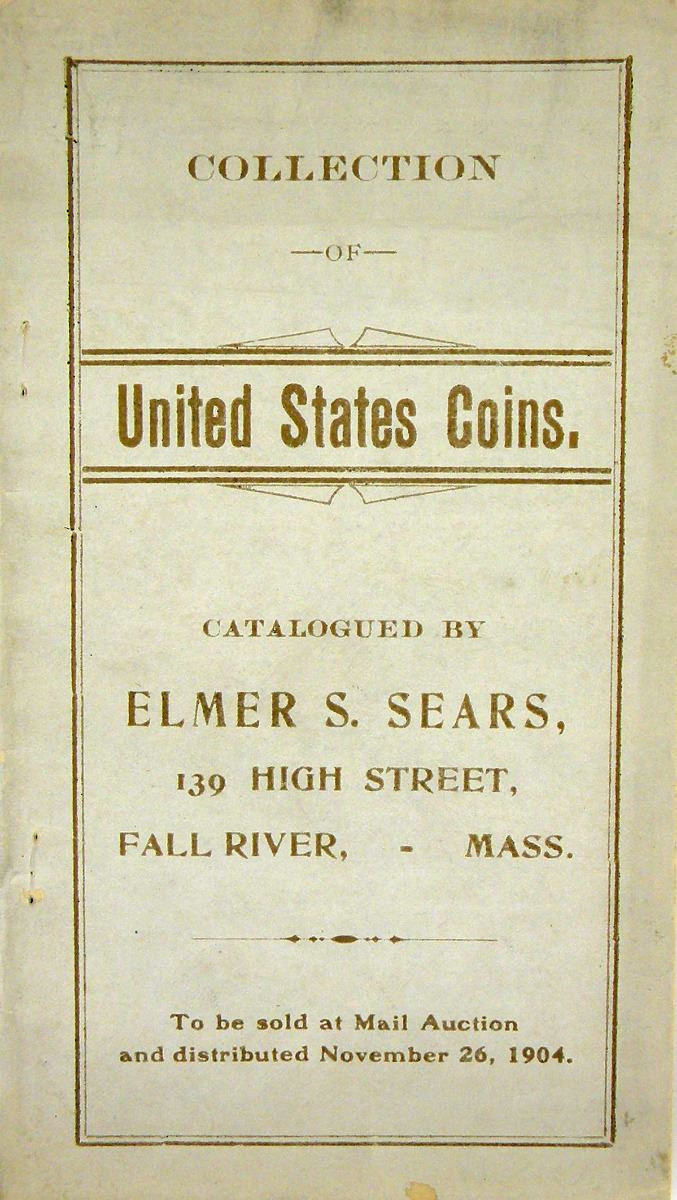 COLLECTION
—OF—
United States Coins.
CATALOGUED BY
ELMER S. SEARS,
139 HIGH STREET,
FALL RIVER, - MASS.
To be sold at Mail Auction
and distributed November 26, 1904.